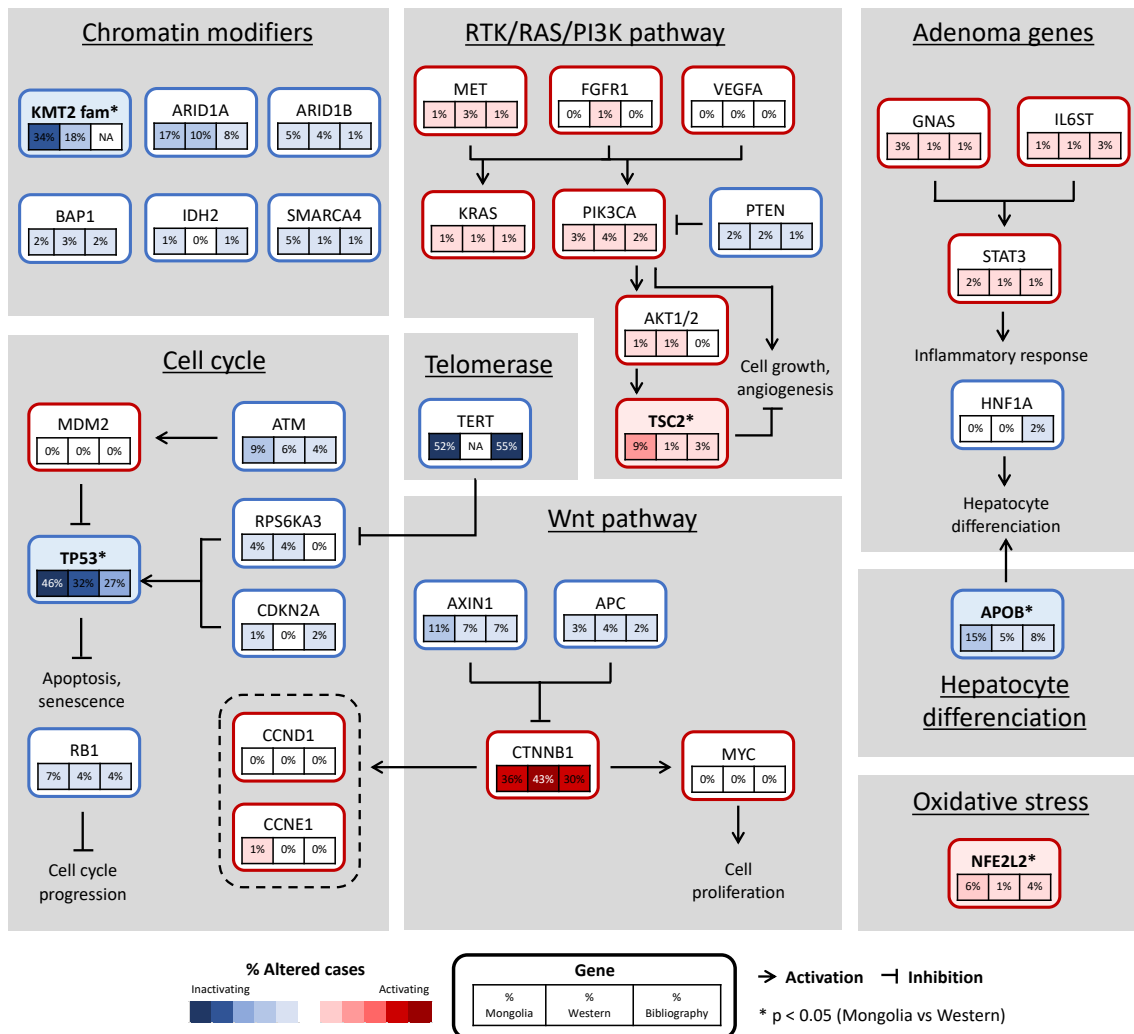 Chromatin modifiers
KMT2 fam*
34% 18% NA
ARID1A
17% 10% 8%
ARID1B
5% 4% 1%
BAP1
2% 3% 2%
IDH2
1% 0% 1%
SMARCA4
5% 1% 1%
RTK/RAS/PI3K pathway
MET
1% 3% 1%
FGFR1
0% 1% 0%
VEGFA
0% 0% 0%
KRAS
1% 1% 1%
PIK3CA
3% 4% 2%
PTEN
2% 2% 1%
AKT1/2
1% 1% 0%
Cell growth,
angiogenesis
TSC2*
9% 1% 3%
Adenoma genes
GNAS
3% 1% 1%
IL6ST
1% 1% 3%
STAT3
2% 1% 1%
Inflammatory response
HNF1A
0% 0% 2%
Hepatocyte
differenciation
Cell cycle
MDM2
0% 0% 0%
ATM
9% 6% 4%
RPS6KA3
4% 4% 0%
TP53*
46% 32% 27%
CDKN2A
1% 0% 2%
Apoptosis,
senescence
RB1
7% 4% 4%
CCND1
0% 0% 0%
CCNE1
1% 0% 0%
Cell cycle
progression
Telomerase
TERT
52% NA 55%
Wnt pathway
AXIN1
11% 7% 7%
APC
3% 4% 2%
CTNNB1
36% 43% 30%
MYC
0% 0% 0%
Cell
proliferation
APOB*
15% 5% 8%
Hepatocyte
differenciation
Oxidative stress
NFE2L2*
6% 1% 4%
% Altered cases
Inactivating Activating
Gene
% Mongolia
% Western
% Bibliography
Activation Inhibition
* p < 0.05 (Mongolia vs Western)